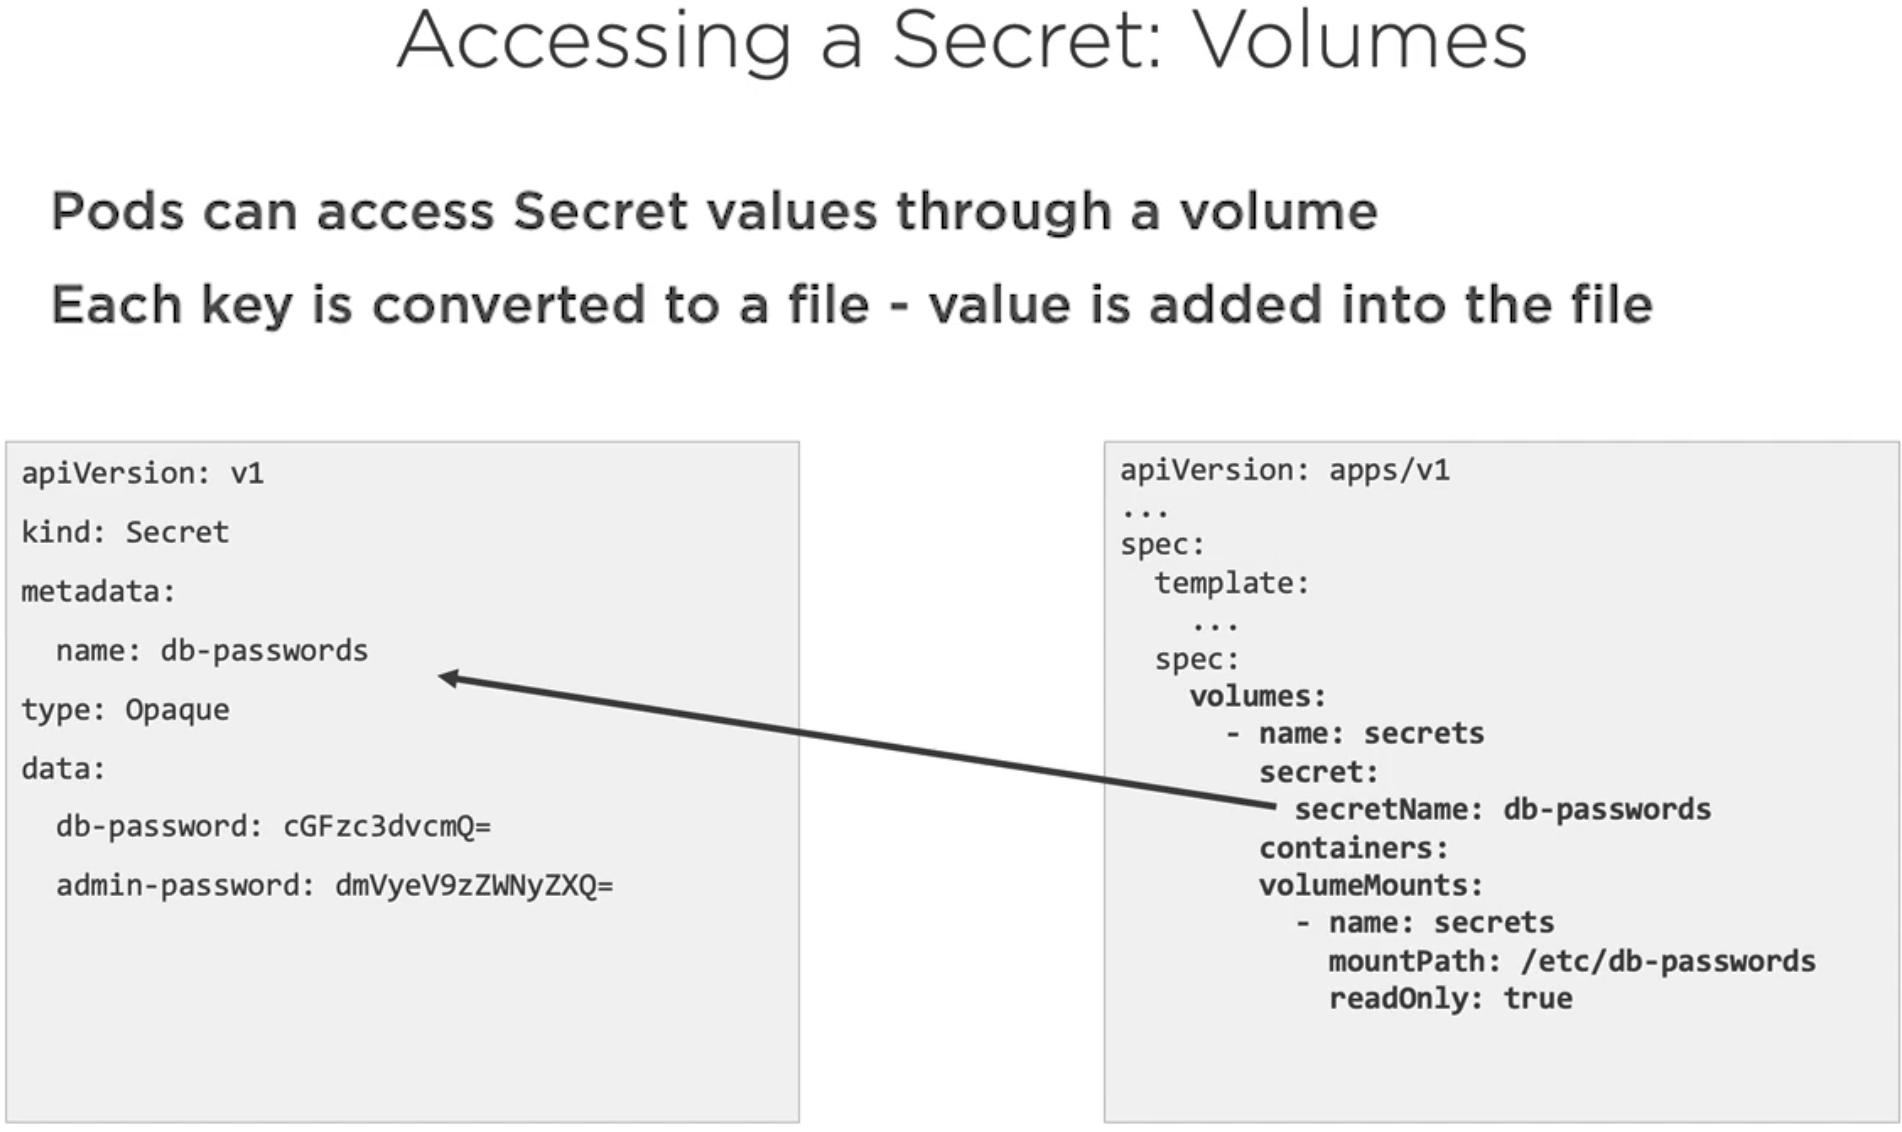 Accessing a Secret: Volumes
Pods can access Secret values through a volume
Each key is converted to a file - value is added into the file
apiVersion: v1
kind: Secret
metadata:
  name: db-passwords
type: Opaque
data:
  db-password: cGFzc3dvcmQ=
  admin-password: dmVyeV9zZWNyZXQ=
apiVersion: apps/v1
...
spec:
  template:
    ...
  spec:
    volumes:
      - name: secrets
        secret:
          secretName: db-passwords
        containers:
        volumeMounts:
          - name: secrets
            mountPath: /etc/db-passwords
            readOnly: true